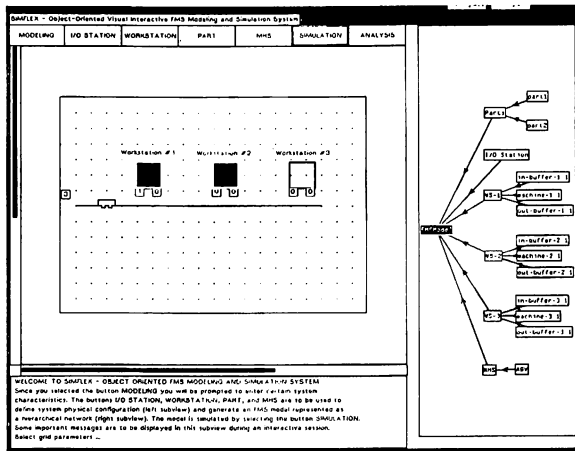 SIMFLEX - Object-Oriented Visual Interactive FMS Modeling and Simulation System
MODELING I/O STATION WORKSTATION PART MHS SIMULATION ANALYSIS
Workstation #1 Workstation #2 Workstation #3
WELCOME TO SIMFLEX - OBJECT ORIENTED FMS MODELING AND SIMULATION SYSTEM
Since you selected the button MODELING you will be prompted to enter certain system
characteristics. The buttons I/O STATION, WORKSTATION, PART, and MHS are to be used to
define system physical configuration (left subview) and generate an FMS model represented as
a hierarchical network (right subview). The model is simulated by selecting the button SIMULATION.
Some important messages are to be displayed in this subview during an interactive session.
Select grid parameters ...
part1
Parts
part2
I/O Station
in-buffer-1 1
WS-1
machine-1 1
out-buffer-1 1
FMSModel
in-buffer-2 1
WS-2
machine-2 1
out-buffer-2 1
in-buffer-3 1
WS-3
machine-3 1
out-buffer-3 1
MHS
AGV